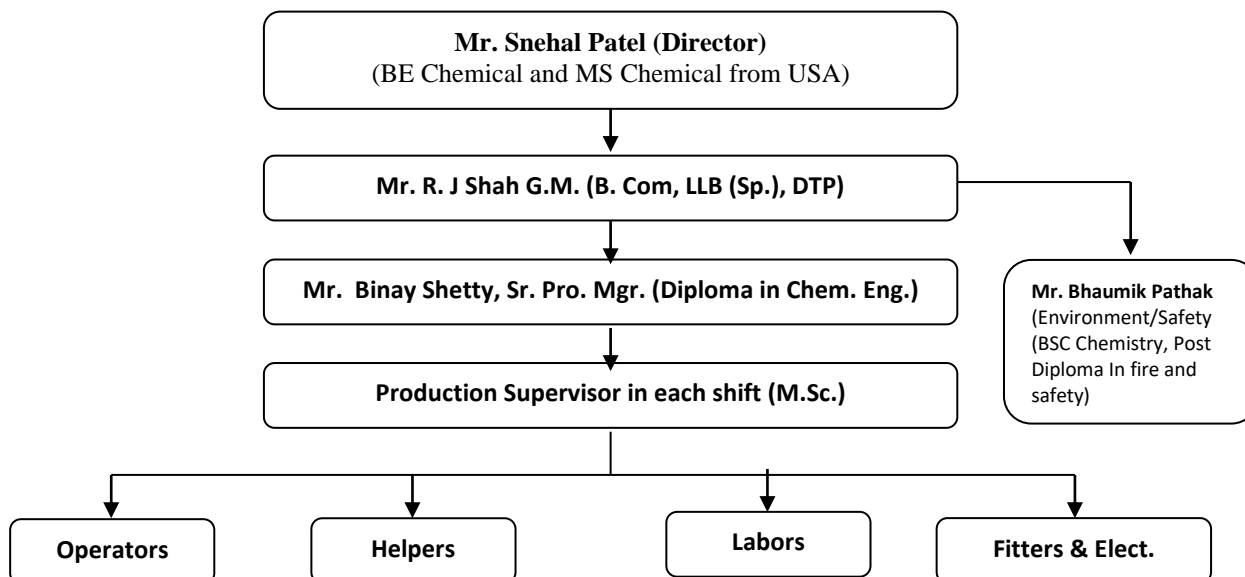 Mr. Snehal Patel (Director)
(BE Chemical and MS Chemical from USA)
Mr. R. J Shah G.M. (B. Com, LLB (Sp.), DTP)
Mr. Binay Shetty, Sr. Pro. Mgr. (Diploma in Chem. Eng.)
Mr. Bhaumik Pathak
(Environment/Safety
(BSC Chemistry, Post
Diploma In fire and
safety)
Production Supervisor in each shift (M.Sc.)
Operators
Helpers
Labors
Fitters & Elect.